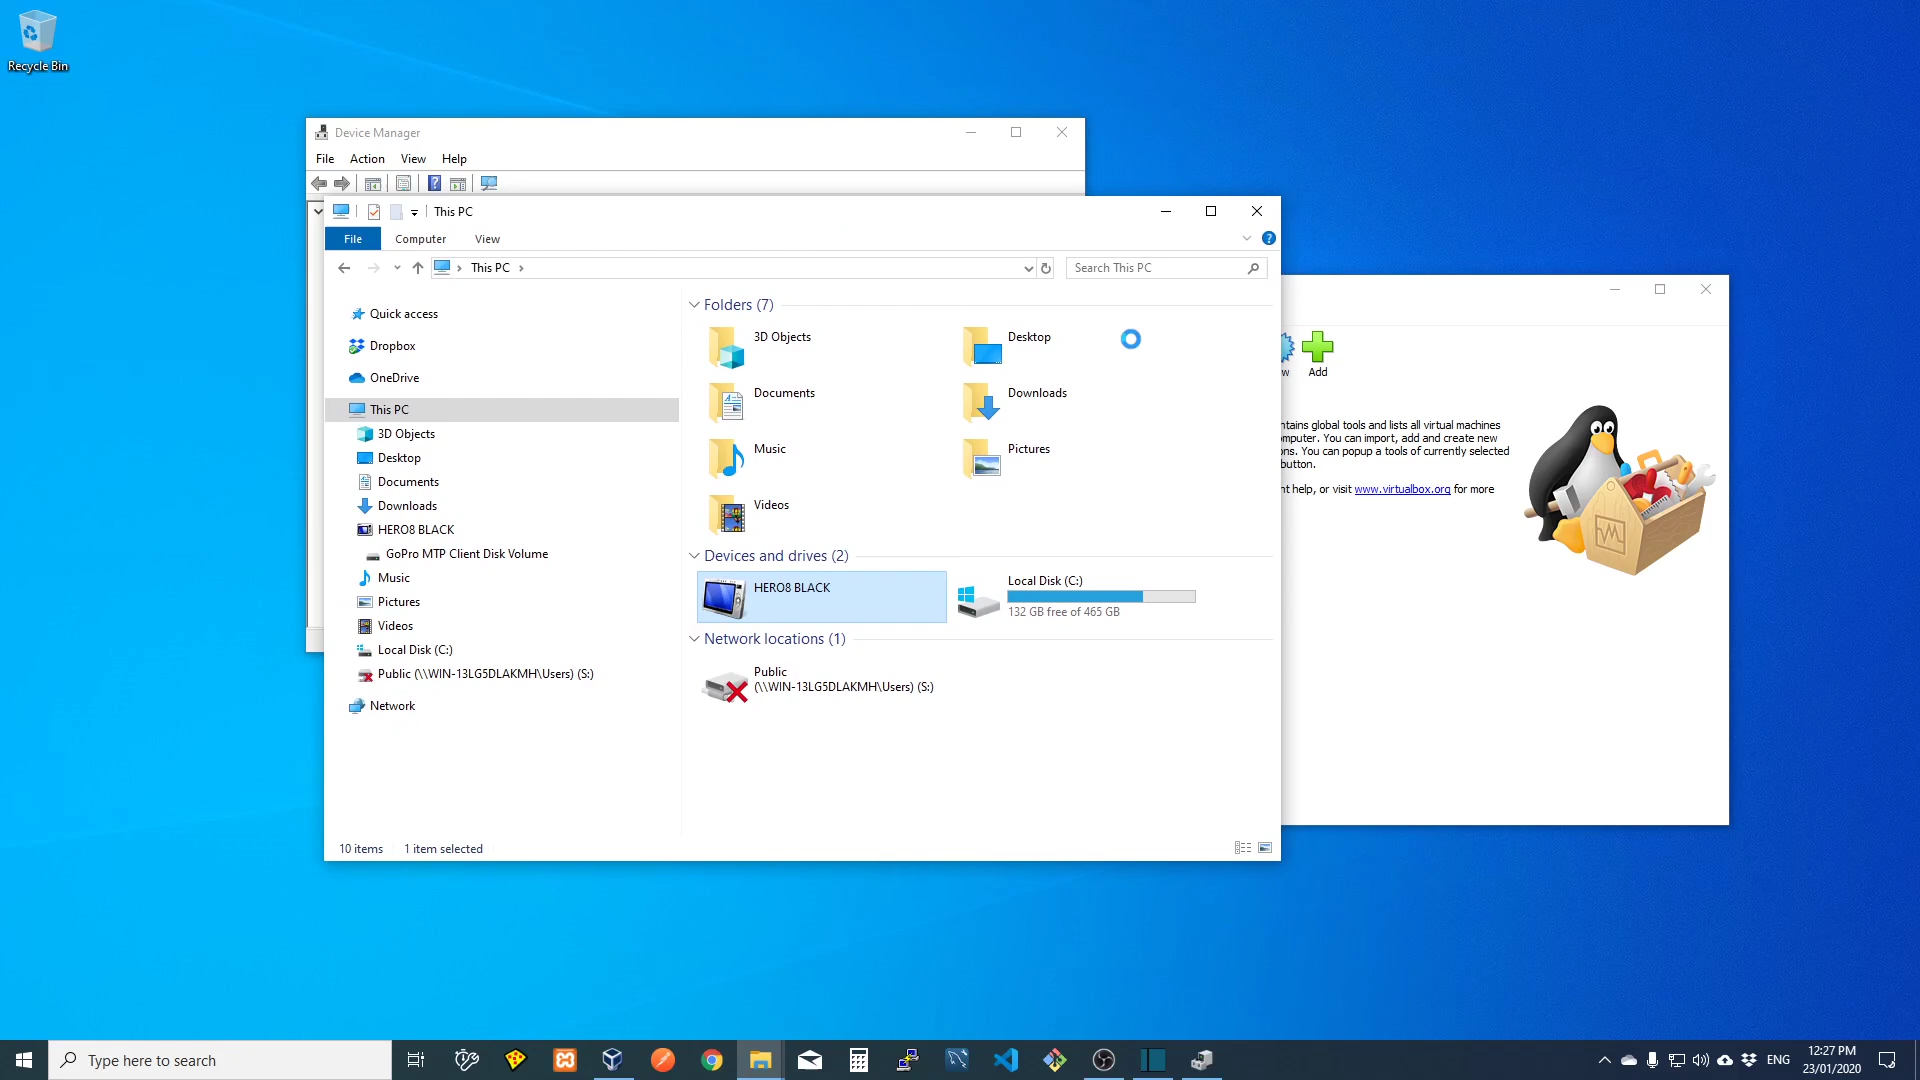 Recycle Bin
Device Manager
File Action View Help
This PC
File Computer View
This PC
Search This PC
Quick access
Dropbox
OneDrive
This PC
3D Objects
Desktop
Documents
Downloads
HERO8 BLACK
GoPro MTP Client Disk Volume
Music
Pictures
Videos
Local Disk (C:)
Public (\\WIN-13LG5DLAKMH\Users) (S:)
Network
Folders (7)
3D Objects
Desktop
Documents
Downloads
Music
Pictures
Videos
Devices and drives (2)
HERO8 BLACK
Local Disk (C:)
132 GB free of 465 GB
Network locations (1)
Public
(\\WIN-13LG5DLAKMH\Users) (S:)
10 items 1 item selected
w Add
ntains global tools and lists all virtual machines
omputer. You can import, add and create new
ons. You can popup a tools of currently selected
button.
nt help, or visit www.virtualbox.org for more
Type here to search
ENG
12:27 PM
23/01/2020